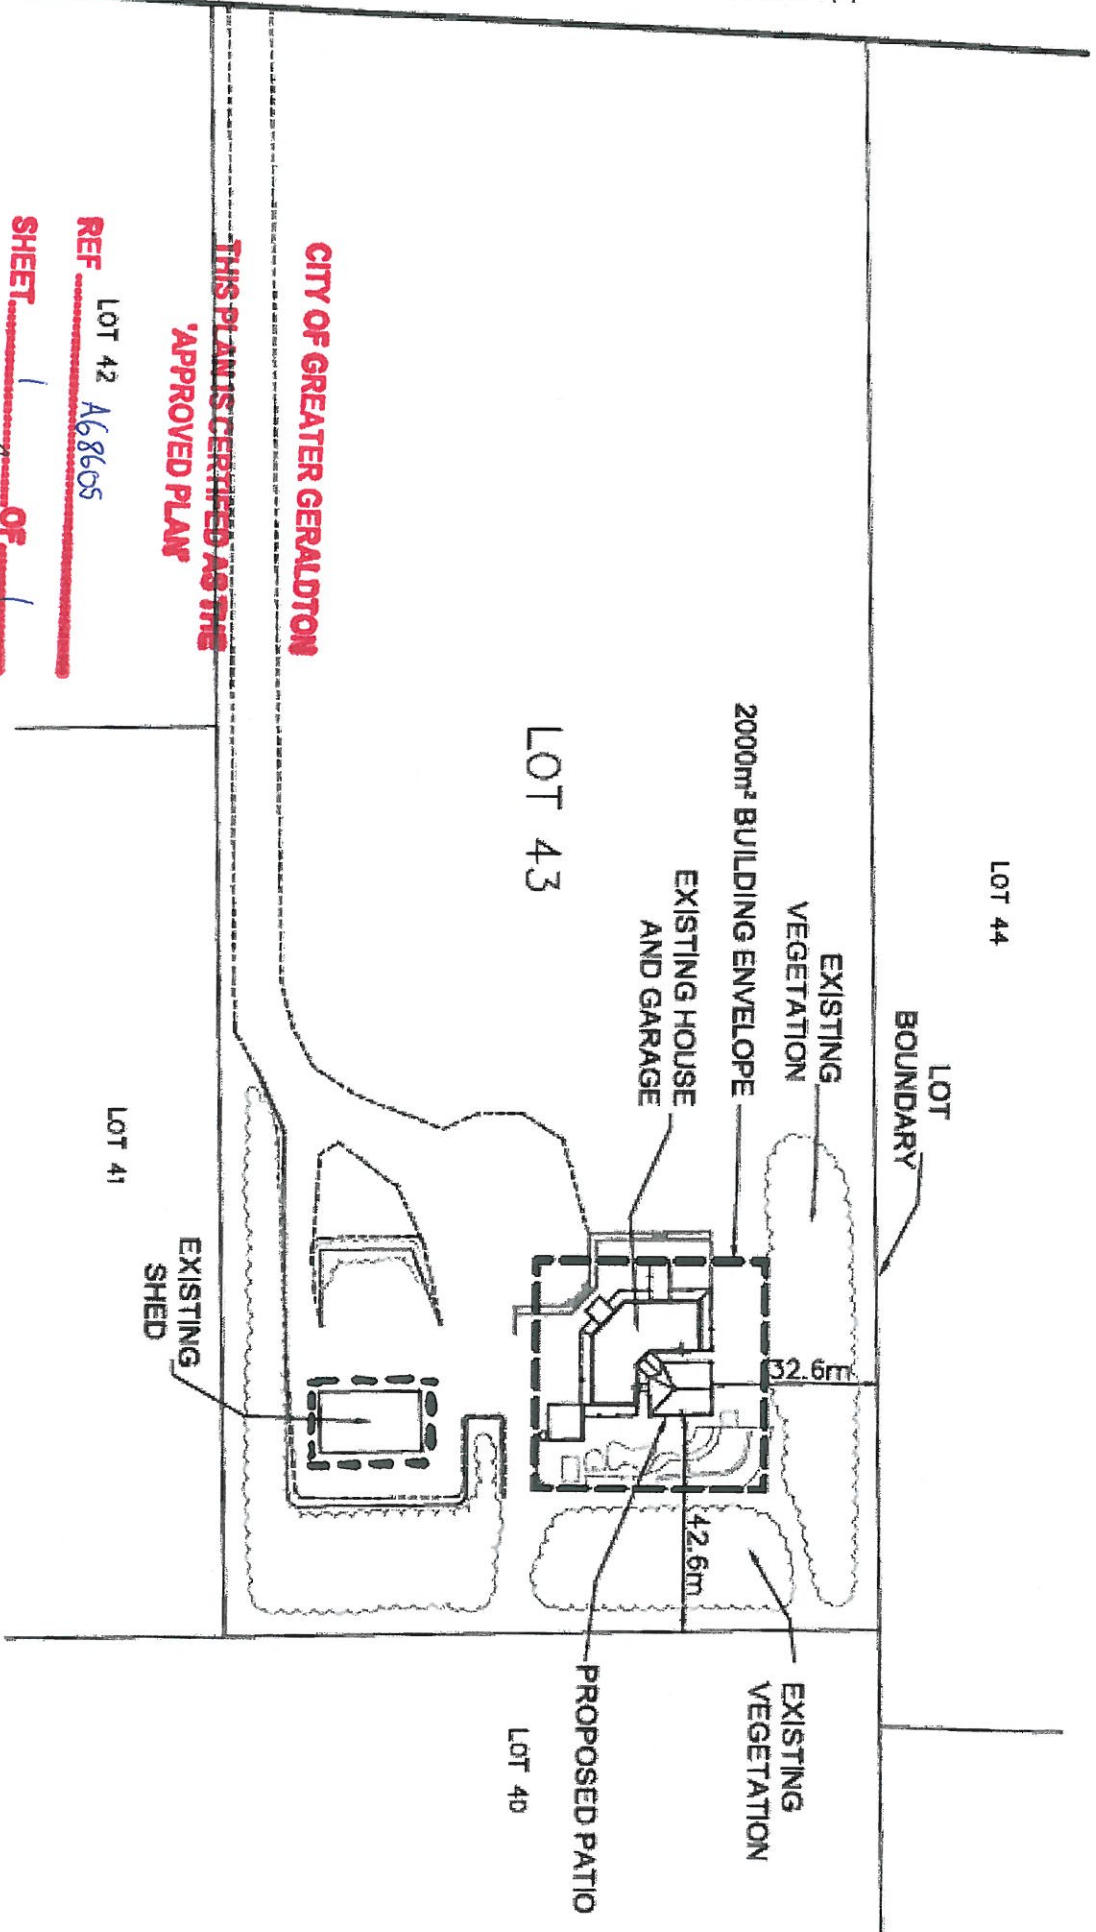 LOT 44
LOT
BOUNDARY
EXISTING
VEGETATION
2000m² BUILDING ENVELOPE
EXISTING HOUSE
AND GARAGE
LOT 43
32.6m
42.6m
EXISTING
VEGETATION
PROPOSED PATIO
LOT 40
CITY OF GREATER GERALDTON
THIS PLAN IS CERTIFIED AS THE
'APPROVED PLAN'
LOT 42
REF A68605
SHEET 1 OF 1
LOT 41
EXISTING
SHED